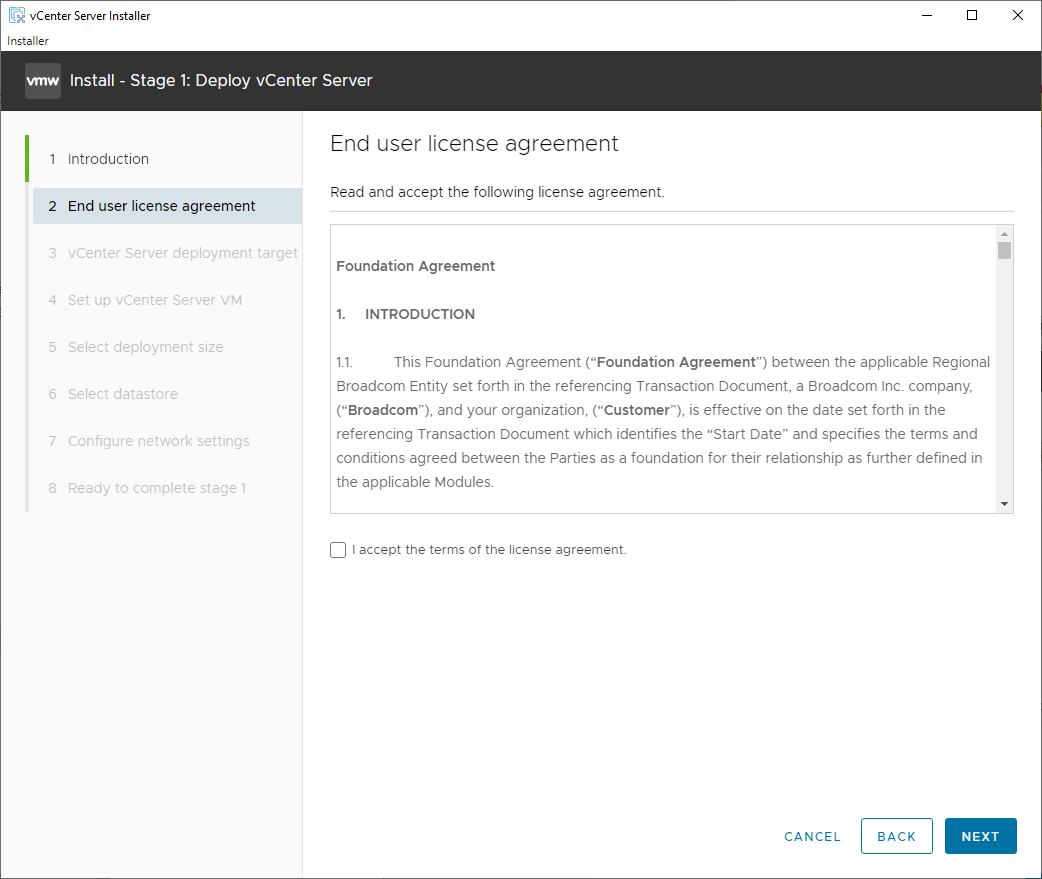 vCenter Server Installer
Installer
vmw Install - Stage 1: Deploy vCenter Server
1 Introduction
2 End user license agreement
3 vCenter Server deployment target
4 Set up vCenter Server VM
5 Select deployment size
6 Select datastore
7 Configure network settings
8 Ready to complete stage 1
End user license agreement
Read and accept the following license agreement.
Foundation Agreement
1. INTRODUCTION
1.1. This Foundation Agreement (“Foundation Agreement”) between the applicable Regional
Broadcom Entity set forth in the referencing Transaction Document, a Broadcom Inc. company,
(“Broadcom”), and your organization, (“Customer”), is effective on the date set forth in the
referencing Transaction Document which identifies the “Start Date” and specifies the terms and
conditions agreed between the Parties as a foundation for their relationship as further defined in
the applicable Modules.
I accept the terms of the license agreement.
CANCEL BACK NEXT